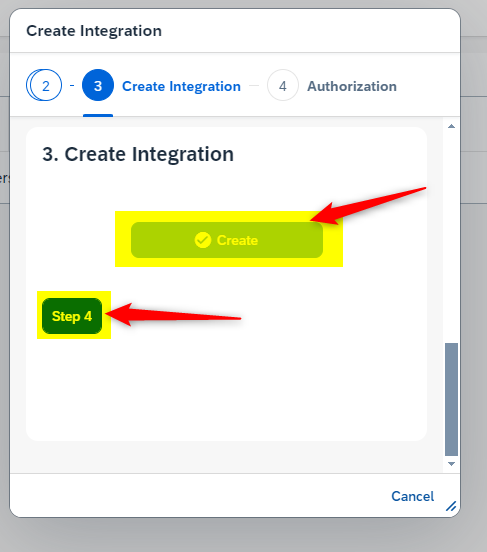 Create Integration
2 - 3 Create Integration 4 Authorization
3. Create Integration
Create
Step 4
Cancel